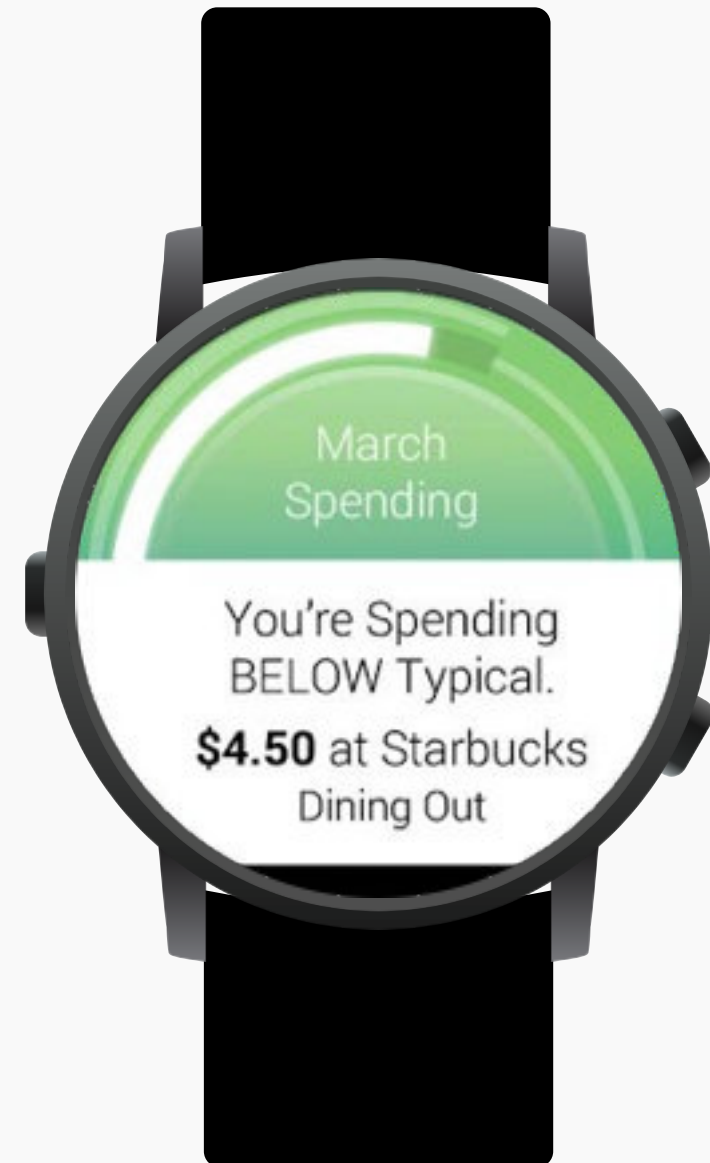 March
Spending
You're Spending
BELOW Typical.
$4.50 at Starbucks
Dining Out